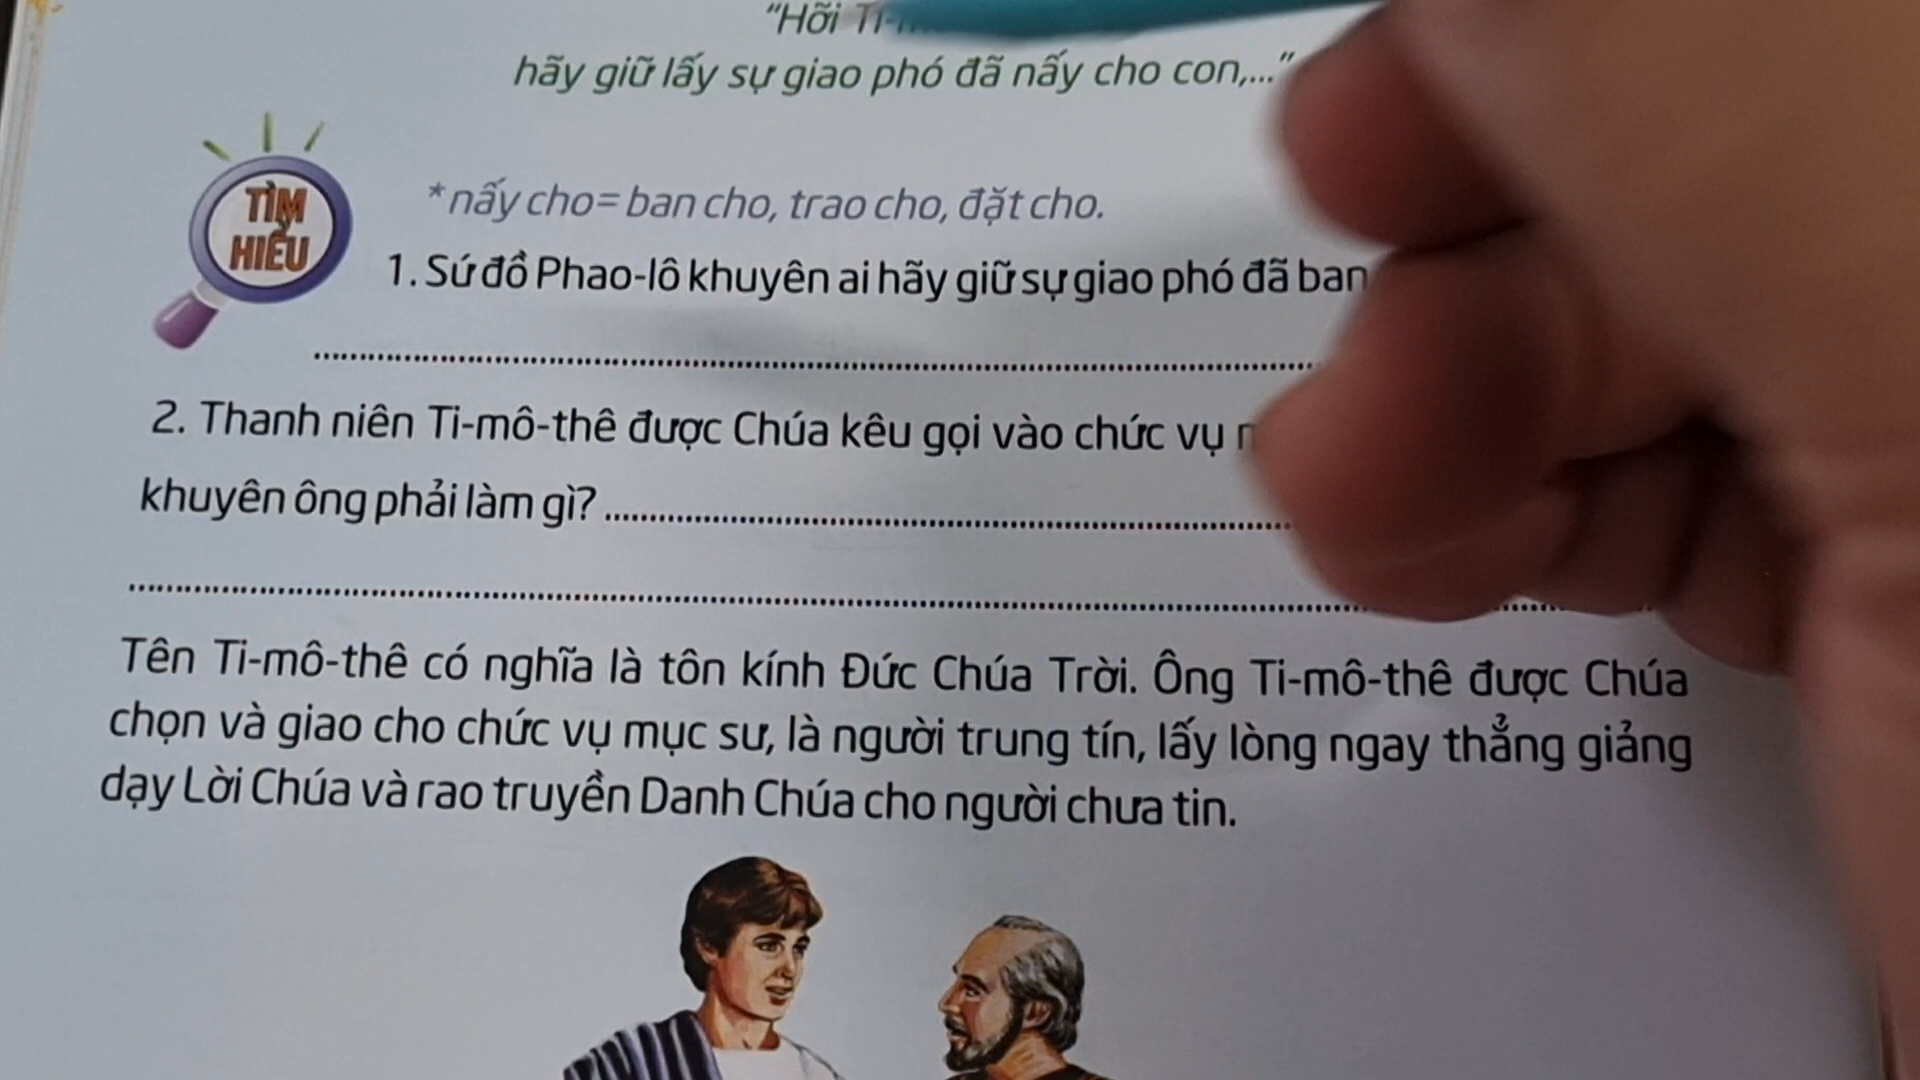 “Hỡi
hãy giữ lấy sự giao phó đã nấy cho con,...”
TÌM
HIỂU
* nấy cho= ban cho, trao cho, đặt cho.
1. Sứ đồ Phao-lô khuyên ai hãy giữ sự giao phó đã ban
2. Thanh niên Ti-mô-thê được Chúa kêu gọi vào chức vụ
khuyên ông phải làm gì?
Tên Ti-mô-thê có nghĩa là tôn kính Đức Chúa Trời. Ông Ti-mô-thê được Chúa
chọn và giao cho chức vụ mục sư, là người trung tín, lấy lòng ngay thẳng giảng
dạy Lời Chúa và rao truyền Danh Chúa cho người chưa tin.